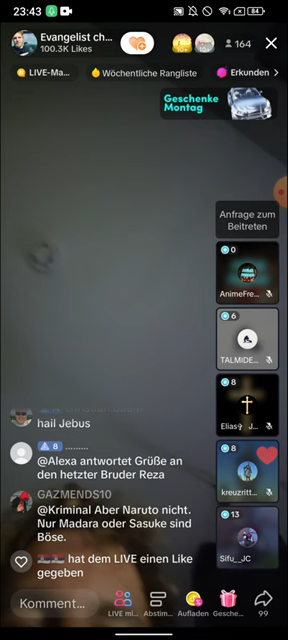 23:43
84
Evangelist ch...
100.3K Likes
164
LIVE-Ma...
Wöchentliche Rangliste
Erkunden
Geschenke
Montag
Anfrage zum
Beitreten
0
AnimeFre...
6
TALMIDE...
8
Elias✞ J...
8
kreuzritt...
13
Sifu__JC
hail Jebus
8 .........
@Alexa antwortet Grüße an
den hetzter Bruder Reza
GAZMENDS10
@Kriminal Aber Naruto nicht.
Nur Madara oder Sasuke sind
Böse.
hat dem LIVE einen Like
gegeben
Komment...
LIVE mi...
Abstim...
Aufladen
Gesche...
99